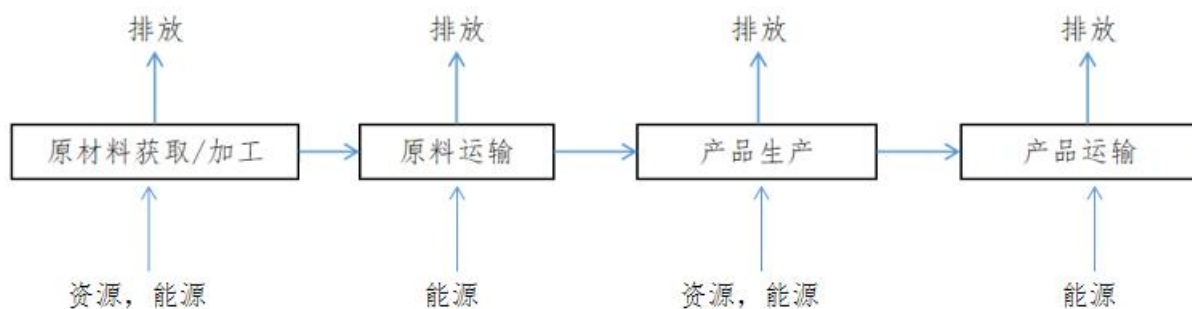 排放 排放 排放 排放
原材料获取/加工 原料运输 产品生产 产品运输
资源，能源 能源 资源，能源 能源